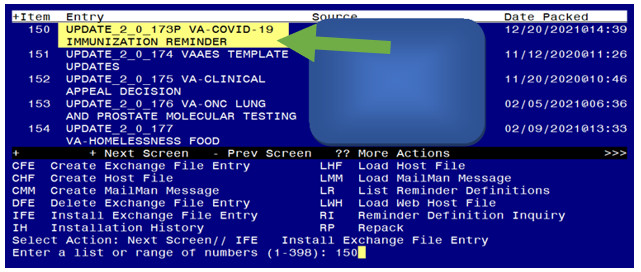 +Item Entry Source Date Packed
150 UPDATE_2_0_173P VA-COVID-19 12/20/2021014:39
IMMUNIZATION REMINDER
151 UPDATE_2_0_174 VAAES TEMPLATE 11/12/2020011:26
UPDATES
152 UPDATE_2_0_175 VA-CLINICAL 11/20/2020010:46
APPEAL DECISION
153 UPDATE_2_0_176 VA-ONC LUNG 02/05/2021006:36
AND PROSTATE MOLECULAR TESTING
154 UPDATE_2_0_177 02/09/2021013:33
VA-HOMELESSNESS FOOD
+ + Next Screen - Prev Screen ?? More Actions >>>
CFE Create Exchange File Entry LHF Load Host File
CHF Create Host File LMM Load MailMan Message
CMM Create MailMan Message LR List Reminder Definitions
DFE Delete Exchange File Entry LWH Load Web Host File
IFE Install Exchange File Entry RI Reminder Definition Inquiry
IH Installation History RP Repack
Select Action: Next Screen// IFE Install Exchange File Entry
Enter a list or range of numbers (1-398): 150